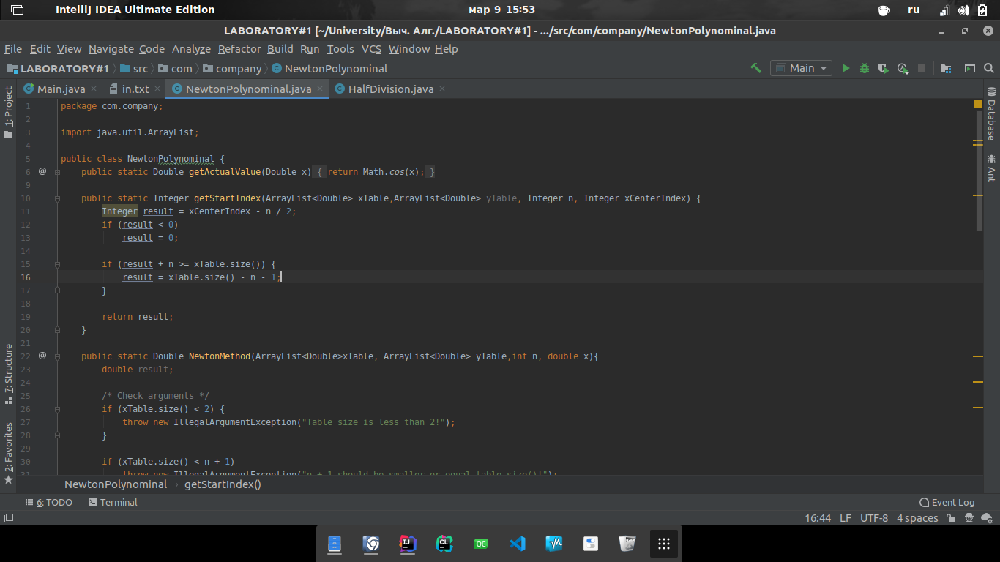 IntelliJ IDEA Ultimate Edition мар 9 15:53 ru
LABORATORY#1 [~/University/Выч. Алг./LABORATORY#1] - .../src/com/company/NewtonPolynominal.java
File Edit View Navigate Code Analyze Refactor Build Run Tools VCS Window Help
LABORATORY#1 src com company NewtonPolynominal Main
Main.java in.txt NewtonPolynominal.java HalfDivision.java
1: Project
7: Structure
2: Favorites
Database
Ant
1 package com.company;
2
3 import java.util.ArrayList;
4
5 public class NewtonPolynominal {
6 @ public static Double getActualValue(Double x) { return Math.cos(x); }
9
10 public static Integer getStartIndex(ArrayList<Double> xTable,ArrayList<Double> yTable, Integer n, Integer xCenterIndex) {
11 Integer result = xCenterIndex - n / 2;
12 if (result < 0)
13 result = 0;
14
15 if (result + n >= xTable.size()) {
16 result = xTable.size() - n - 1;
17 }
18
19 return result;
20 }
21
22 @ public static Double NewtonMethod(ArrayList<Double>xTable, ArrayList<Double> yTable,int n, double x){
23 double result;
24
25 /* Check arguments */
26 if (xTable.size() < 2) {
27 throw new IllegalArgumentException("Table size is less than 2!");
28 }
29
30 if (xTable.size() < n + 1)
31 throw new IllegalArgumentException("n + 1 should be smaller or equal table size()!");
NewtonPolynominal getStartIndex()
6: TODO Terminal Event Log
16:44 LF UTF-8 4 spaces
IJ CL QC